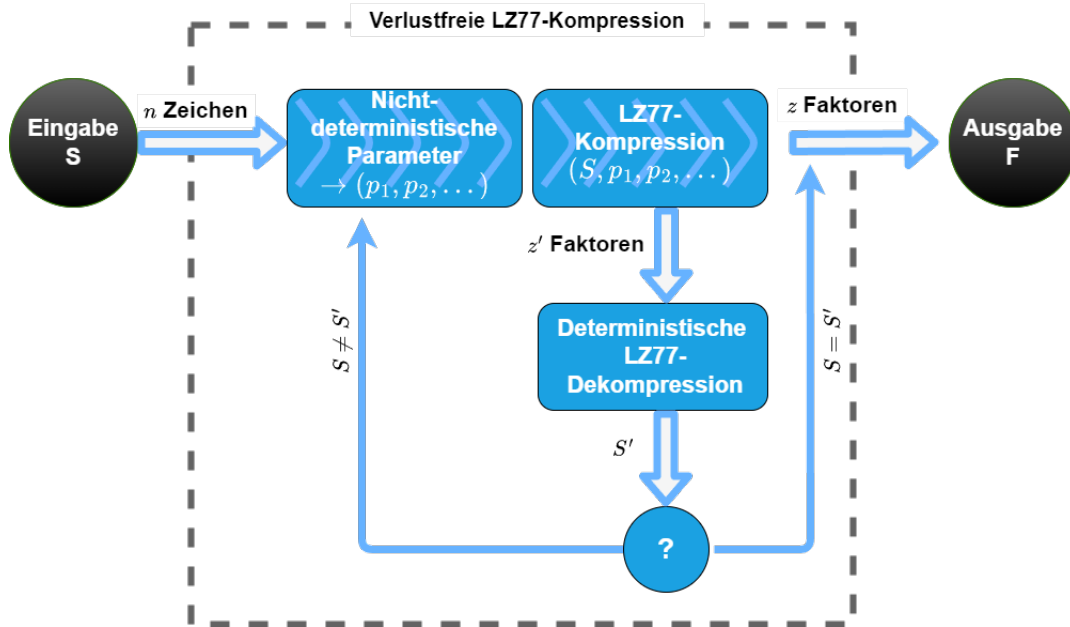 Verlustfreie LZ77-Kompression
Eingabe
S
n Zeichen
Nicht-
deterministische
Parameter
→ (p₁, p₂, . . . )
LZ77-
Kompression
(S, p₁, p₂, . . . )
z Faktoren
Ausgabe
F
z′ Faktoren
Deterministische
LZ77-
Dekompression
S ≠ S′
S = S′
S′
?